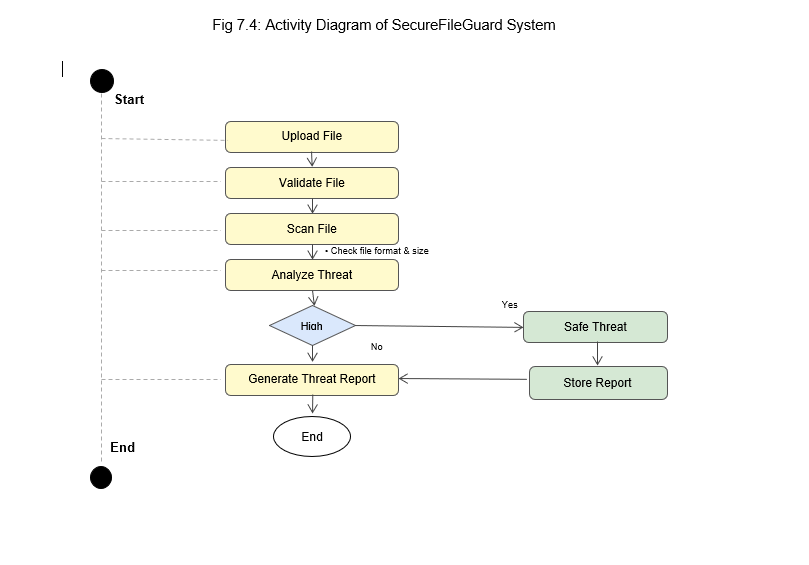 Fig 7.4: Activity Diagram of SecureFileGuard System
Start
Upload File
Validate File
Scan File
• Check file format & size
Analyze Threat
Yes
High
Safe Threat
No
Generate Threat Report
Store Report
End
End